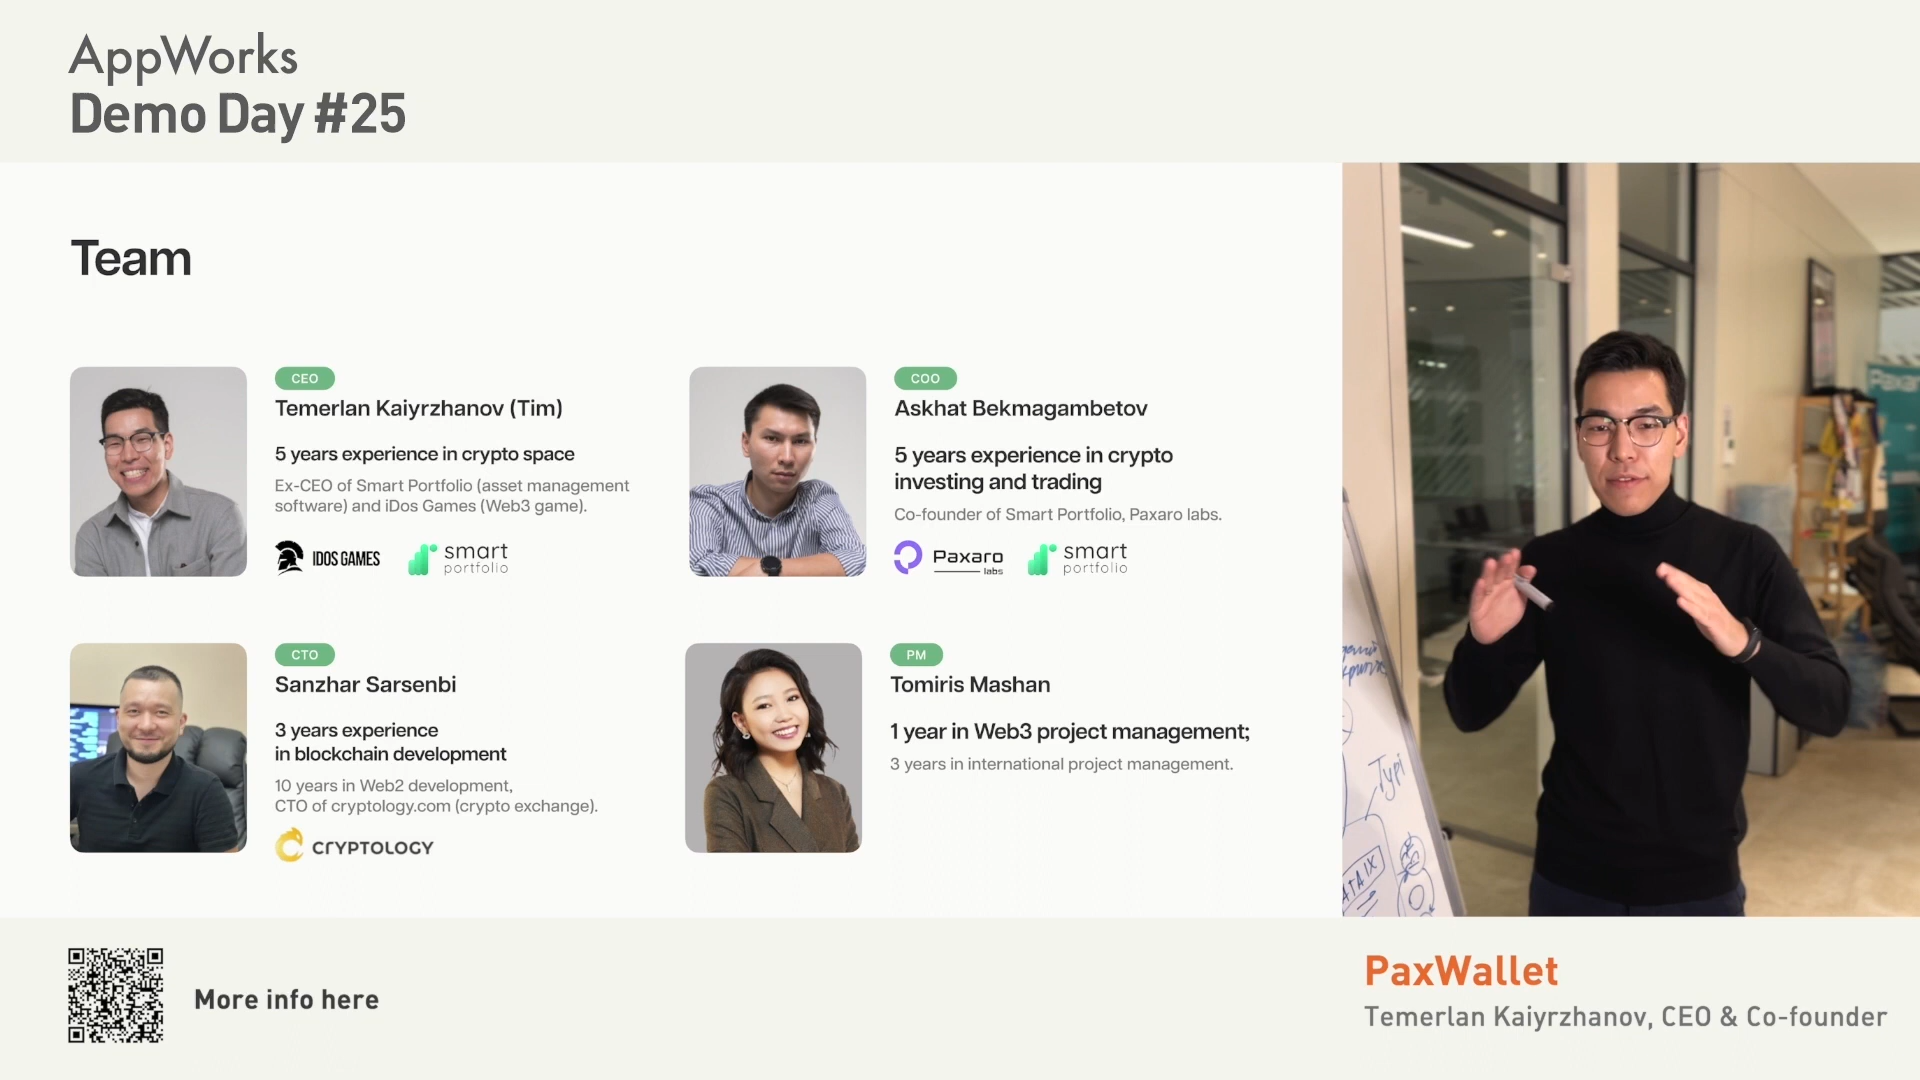 AppWorks
Demo Day #25
Team
CEO
Temerlan Kaiyrzhanov (Tim)
5 years experience in crypto space
Ex-CEO of Smart Portfolio (asset management
software) and iDos Games (Web3 game).
IDOS GAMES
smart
portfolio
COO
Askhat Bekmagambetov
5 years experience in crypto
investing and trading
Co-founder of Smart Portfolio, Paxaro labs.
Paxaro
labs
smart
portfolio
CTO
Sanzhar Sarsenbi
3 years experience
in blockchain development
10 years in Web2 development,
CTO of cryptology.com (crypto exchange).
CRYPTOLOGY
PM
Tomiris Mashan
1 year in Web3 project management;
3 years in international project management.
More info here
PaxWallet
Temerlan Kaiyrzhanov, CEO & Co-founder